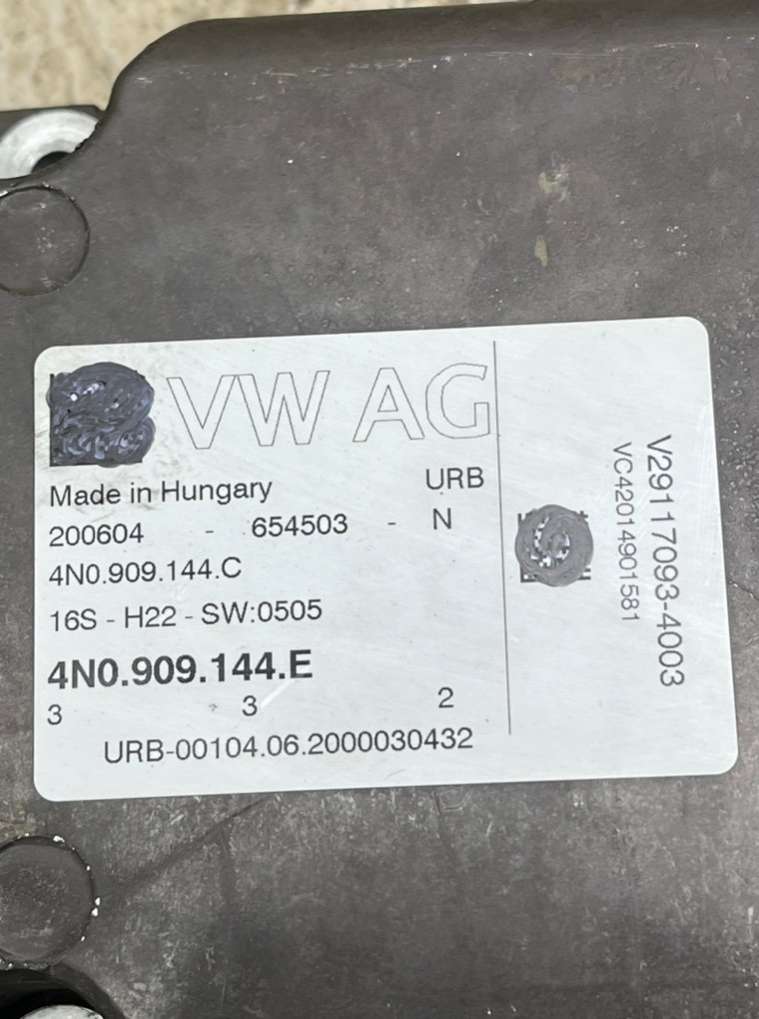 VW AG
Made in Hungary URB
200604 - 654503 - N
4N0.909.144.C
16S - H22 - SW:0505
4N0.909.144.E
3 3 2
URB-00104.06.2000030432
V29117093-4003
VC42014901581